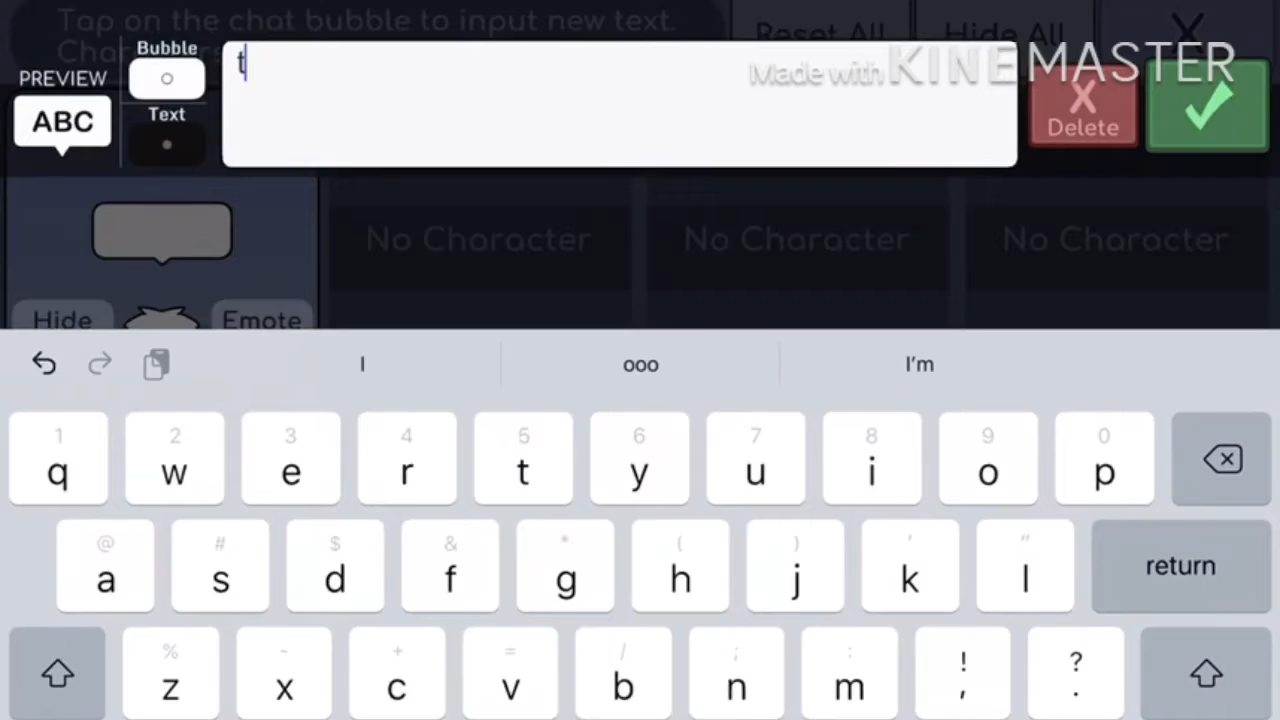 Tap on the chat bubble to input new text.
Reset All
Hide All
X
Bubble
t
Made with KINEMASTER
PREVIEW
ABC
Text
X
Delete
No Character
No Character
No Character
Hide
Emote
I
ooo
I'm
1 2 3 4 5 6 7 8 9 0
q w e r t y u i o p
@ # $ & * ( ) ' "
a s d f g h j k l
return
% - + = / ; : ! ?
z x c v b n m , .